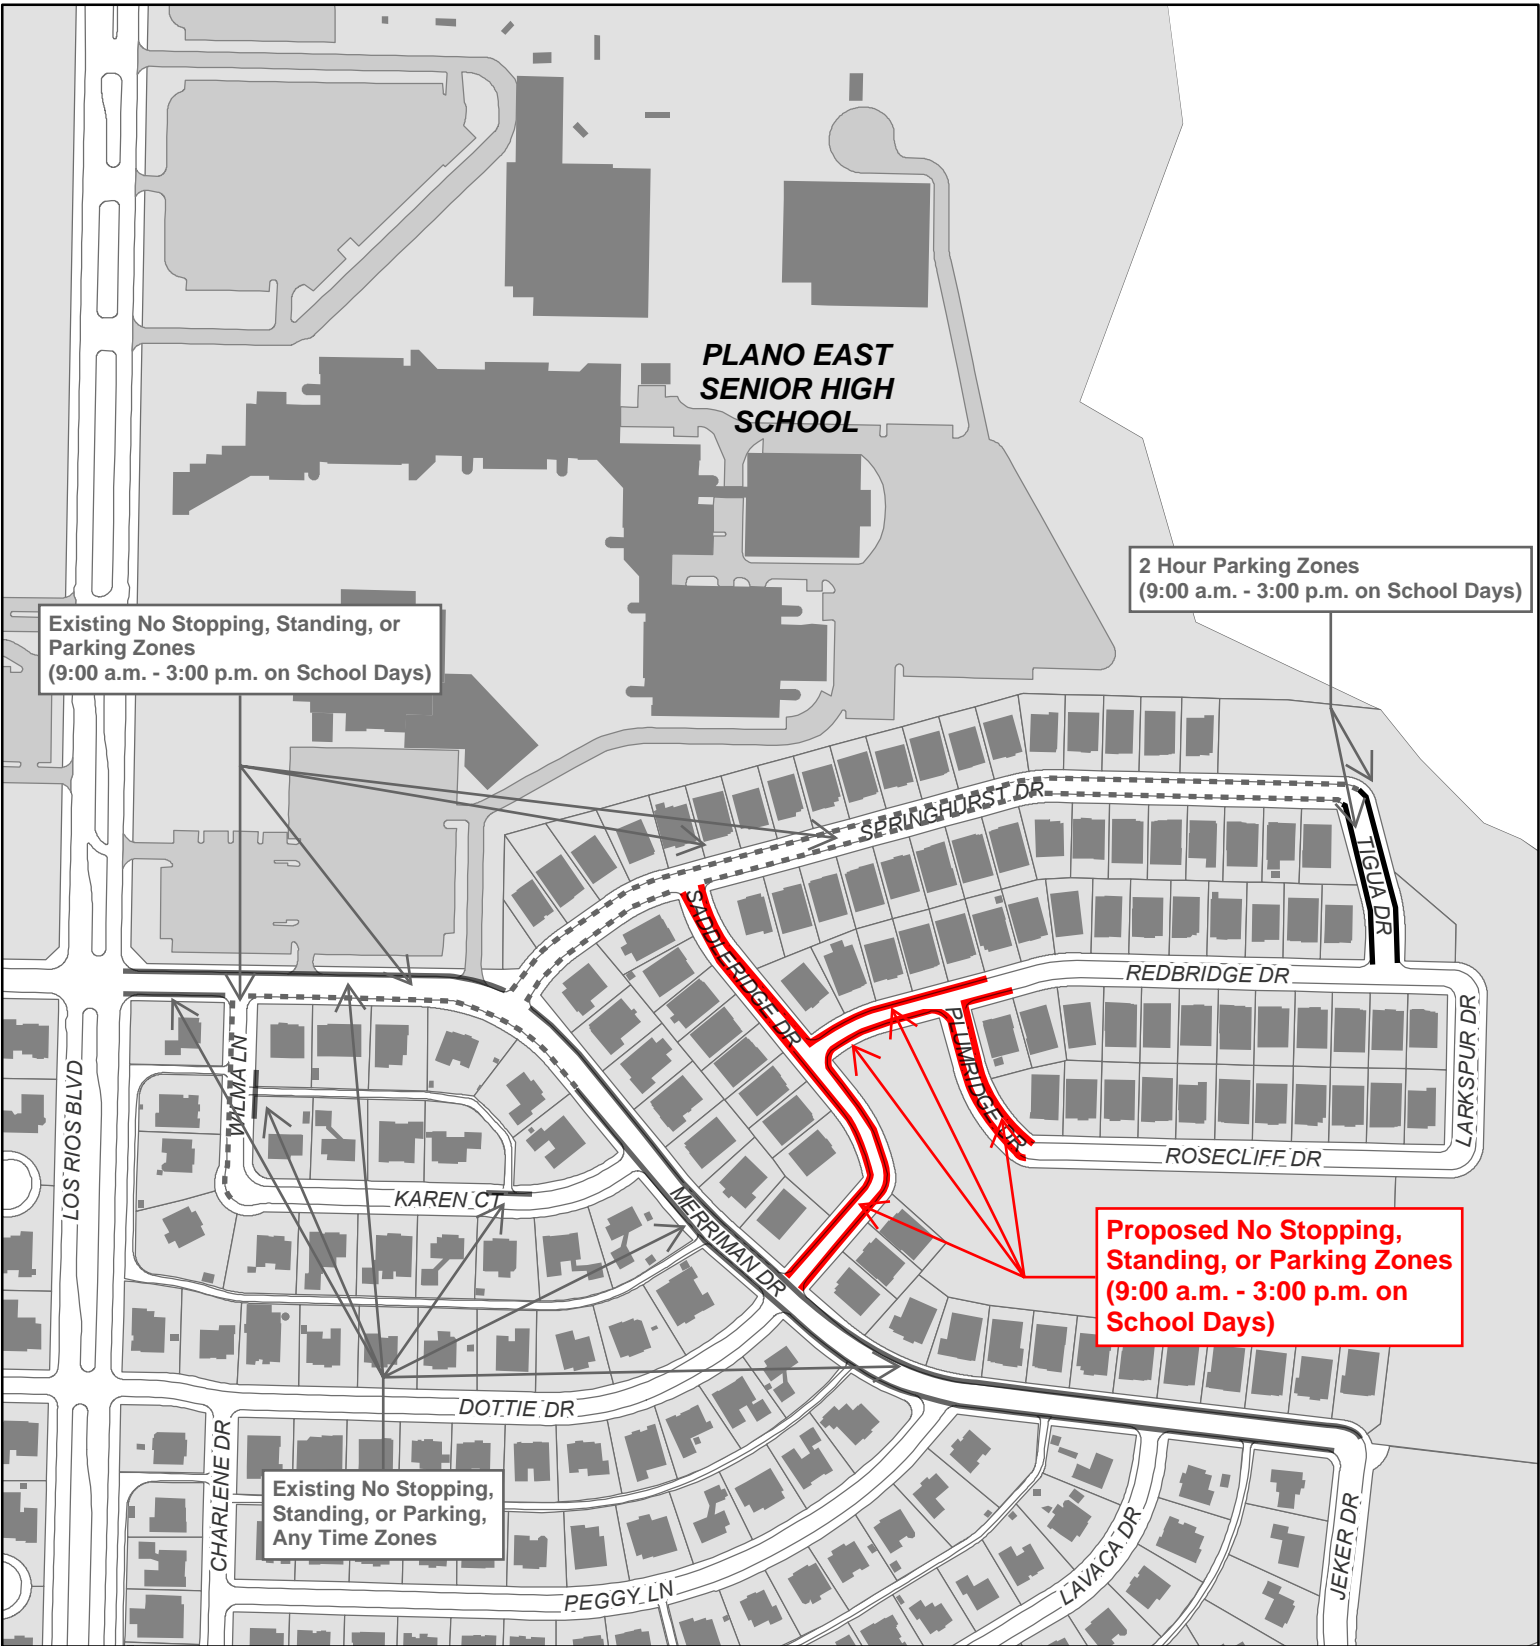 PLANO EAST
SENIOR HIGH
SCHOOL
2 Hour Parking Zones
(9:00 a.m. - 3:00 p.m. on School Days)
Existing No Stopping, Standing, or
Parking Zones
(9:00 a.m. - 3:00 p.m. on School Days)
SPRINGHURST DR
TIGUA DR
SADDLERIDGE DR
REDBRIDGE DR
PLUMRIDGE DR
LARKSPUR DR
WILMA LN
LOS RIOS BLVD
ROSECLIFF DR
KAREN CT
MERRIMAN DR
Proposed No Stopping,
Standing, or Parking Zones
(9:00 a.m. - 3:00 p.m. on
School Days)
DOTTIE DR
CHARLENE DR
Existing No Stopping,
Standing, or Parking,
Any Time Zones
PEGGY LN
LAVACA DR
JEKER DR